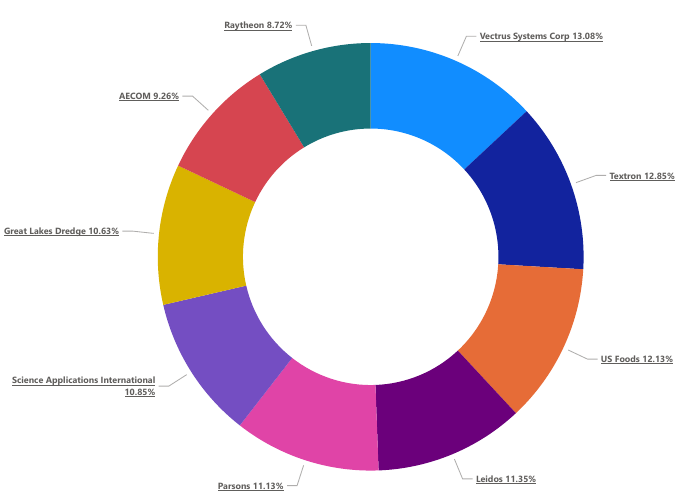 Raytheon 8.72%
Vectrus Systems Corp 13.08%
AECOM 9.26%
Textron 12.85%
Great Lakes Dredge 10.63%
US Foods 12.13%
Science Applications International
10.85%
Leidos 11.35%
Parsons 11.13%